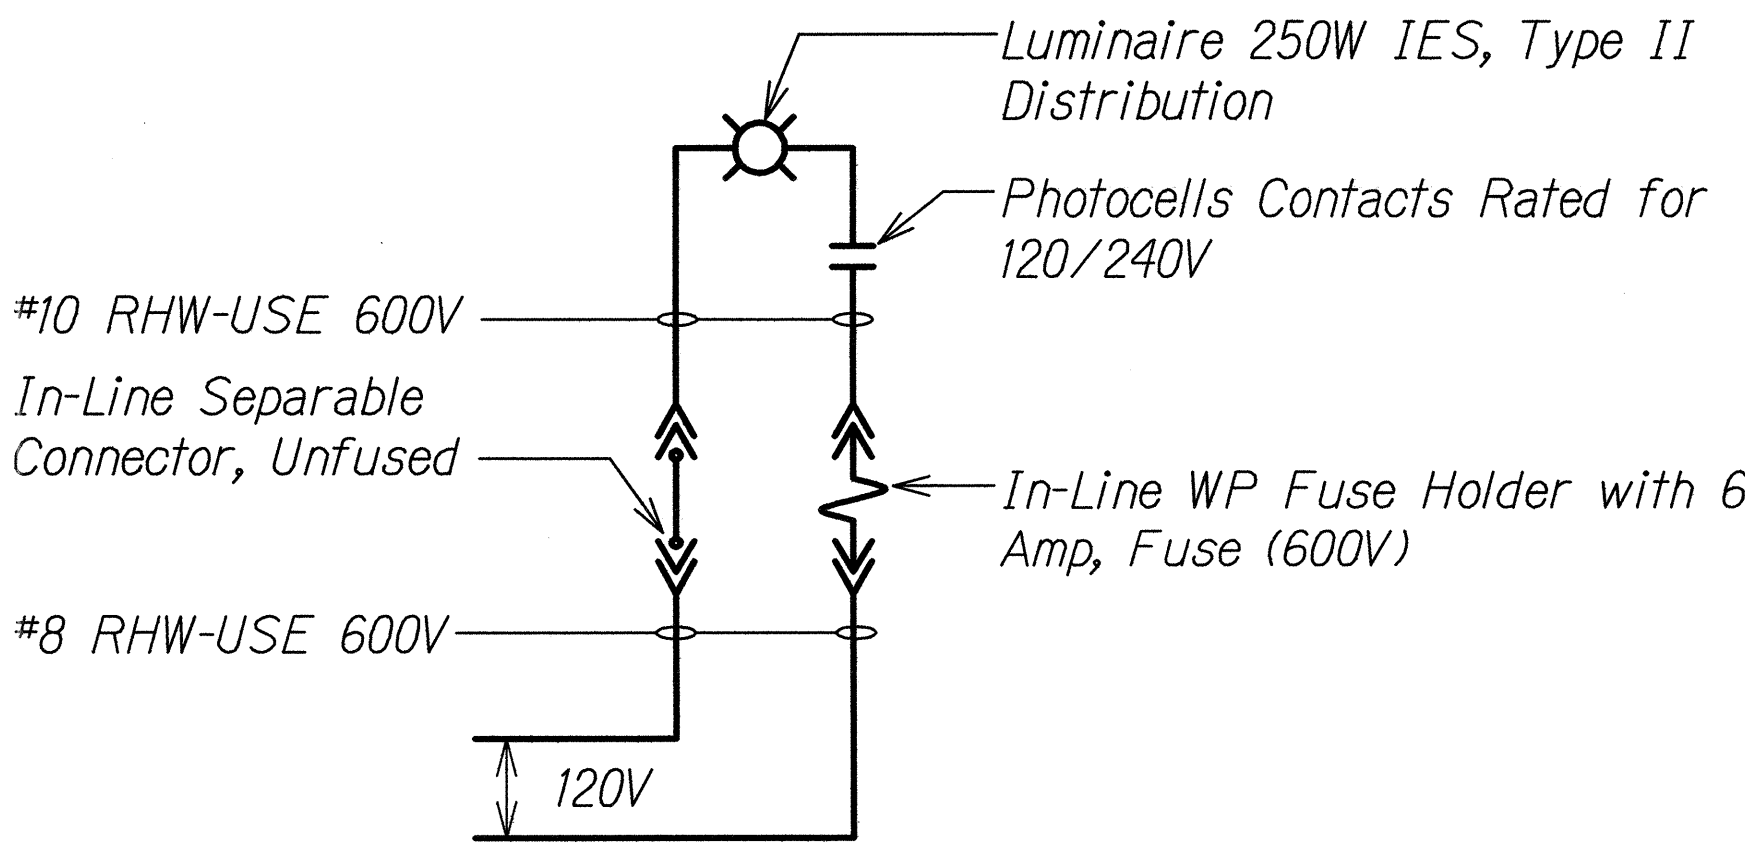 Luminaire 250W IES, Type II
Distribution
Photocells Contacts Rated for
120/240V
#10 RHW-USE 600V
In-Line Separable
Connector, Unfused
In-Line WP Fuse Holder with 6
Amp, Fuse (600V)
#8 RHW-USE 600V
120V